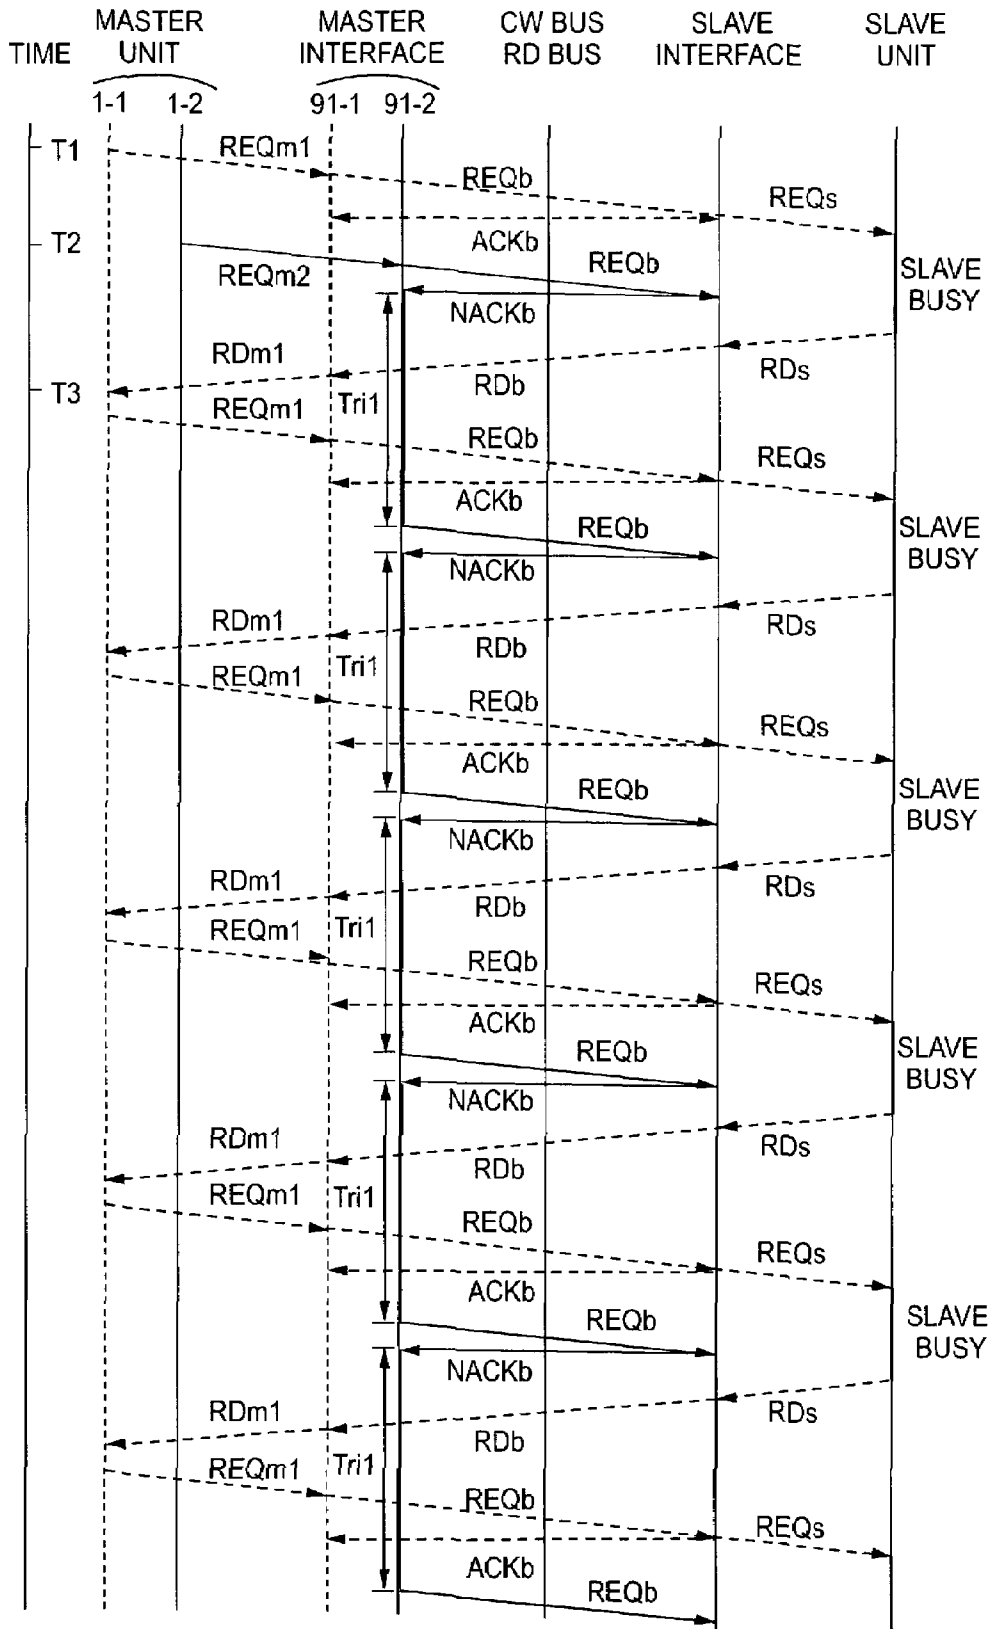 MASTER
UNIT
MASTER
INTERFACE
CW BUS
RD BUS
SLAVE
INTERFACE
SLAVE
UNIT
TIME
1-1
1-2
91-1
91-2
T1
REQm1
REQb
REQs
ACKb
T2
REQm2
REQb
SLAVE
BUSY
NACKb
RDm1
RDb
RDs
T3
Tri1
REQm1
REQb
REQs
ACKb
REQb
SLAVE
BUSY
NACKb
RDm1
RDb
RDs
Tri1
REQm1
REQb
REQs
ACKb
REQb
SLAVE
BUSY
NACKb
RDm1
RDb
RDs
Tri1
REQm1
REQb
REQs
ACKb
REQb
SLAVE
BUSY
NACKb
RDm1
RDb
RDs
Tri1
REQm1
REQb
REQs
ACKb
REQb
SLAVE
BUSY
NACKb
RDm1
RDb
RDs
Tri1
REQm1
REQb
REQs
ACKb
REQb